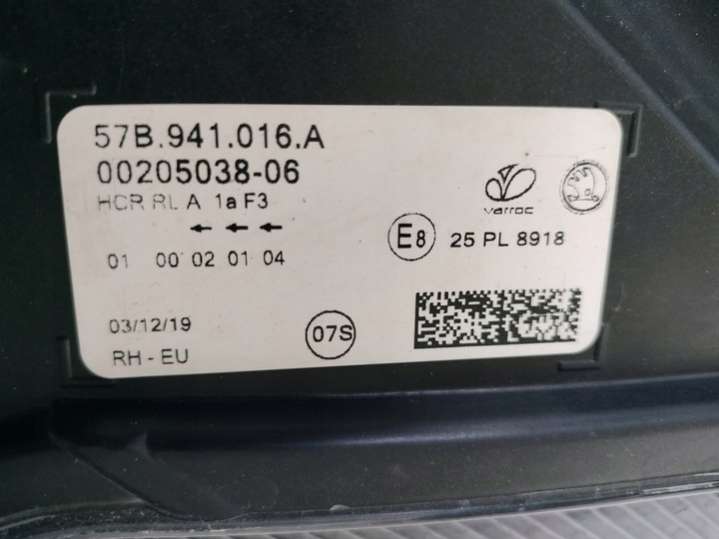 57B.941.016.A
00205038-06
HCR RL A 1a F3
← ← ←
01 00 02 01 04
varroc
E8 25 PL 8918
03/12/19
07S
RH - EU